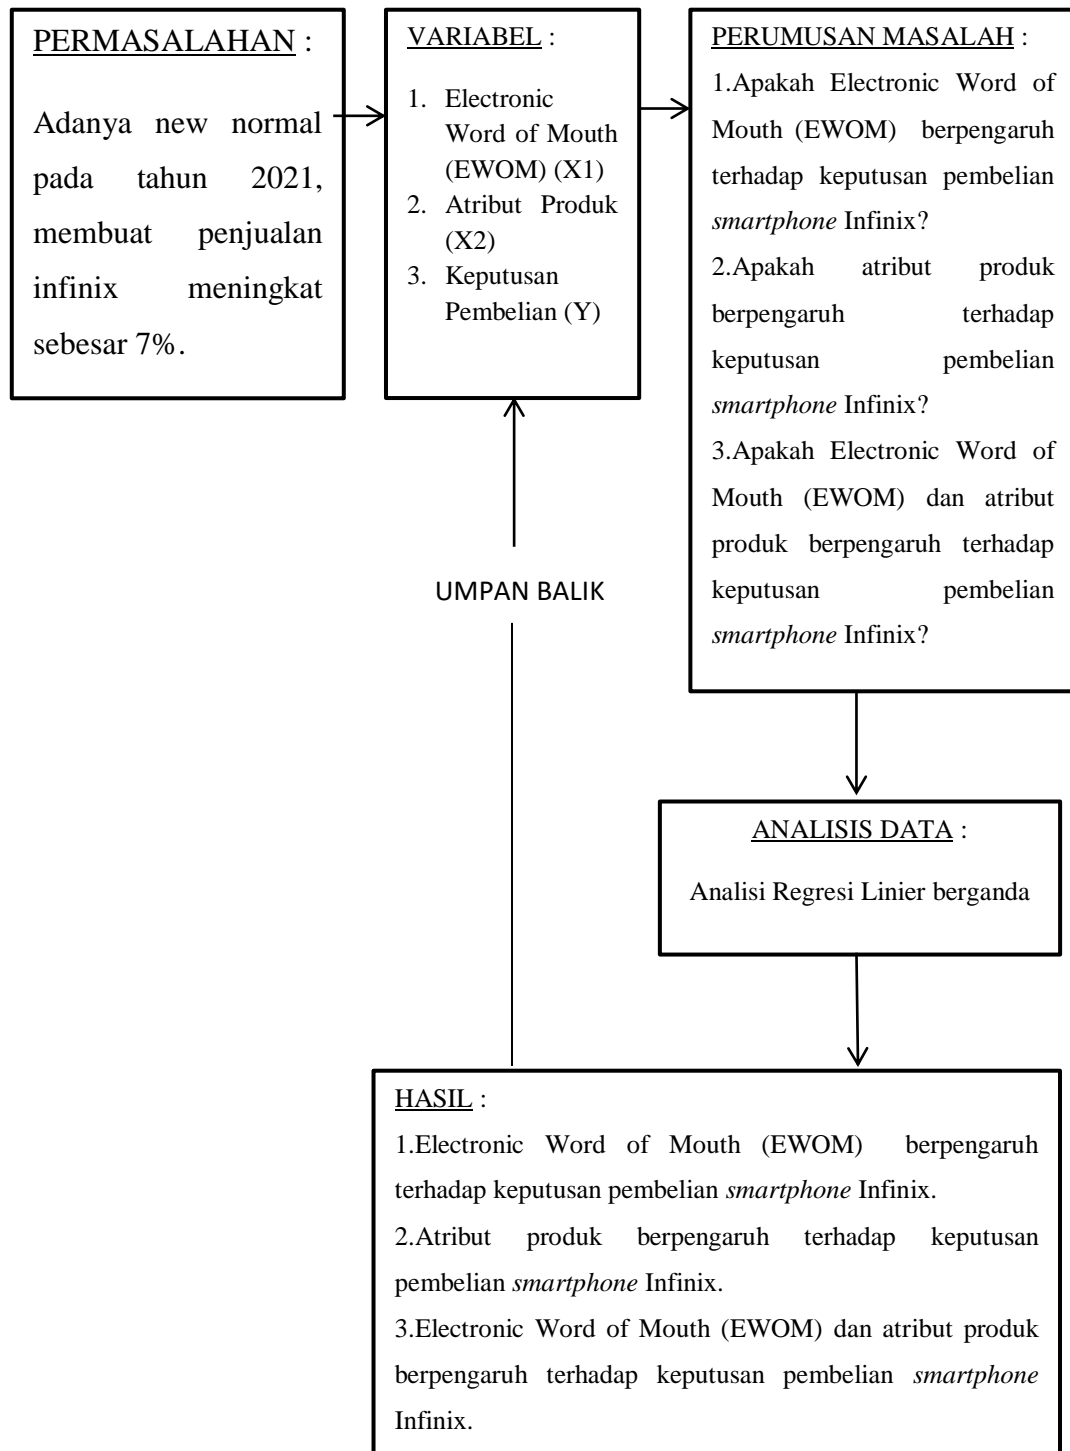 PERMASALAHAN :
Adanya new normal
pada tahun 2021,
membuat penjualan
infinix meningkat
sebesar 7%.
VARIABEL :
1. Electronic
Word of Mouth
(EWOM) (X1)
2. Atribut Produk
(X2)
3. Keputusan
Pembelian (Y)
PERUMUSAN MASALAH :
1.Apakah Electronic Word of
Mouth (EWOM) berpengaruh
terhadap keputusan pembelian
smartphone Infinix?
2.Apakah atribut produk
berpengaruh terhadap
keputusan pembelian
smartphone Infinix?
3.Apakah Electronic Word of
Mouth (EWOM) dan atribut
produk berpengaruh terhadap
keputusan pembelian
smartphone Infinix?
UMPAN BALIK
ANALISIS DATA :
Analisi Regresi Linier berganda
HASIL :
1.Electronic Word of Mouth (EWOM) berpengaruh
terhadap keputusan pembelian smartphone Infinix.
2.Atribut produk berpengaruh terhadap keputusan
pembelian smartphone Infinix.
3.Electronic Word of Mouth (EWOM) dan atribut produk
berpengaruh terhadap keputusan pembelian smartphone
Infinix.